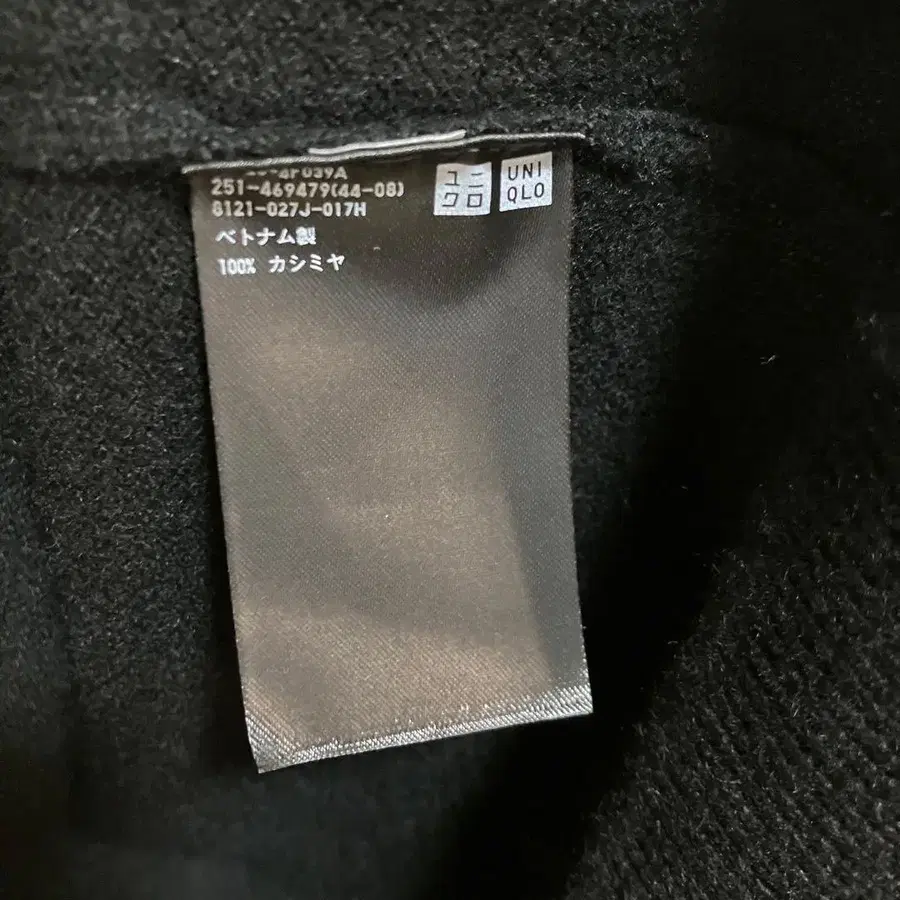 251-469479(44-08)
8121-027J-017H
ベトナム製
100% カシミヤ
ユニ
クロ
UNI
QLO